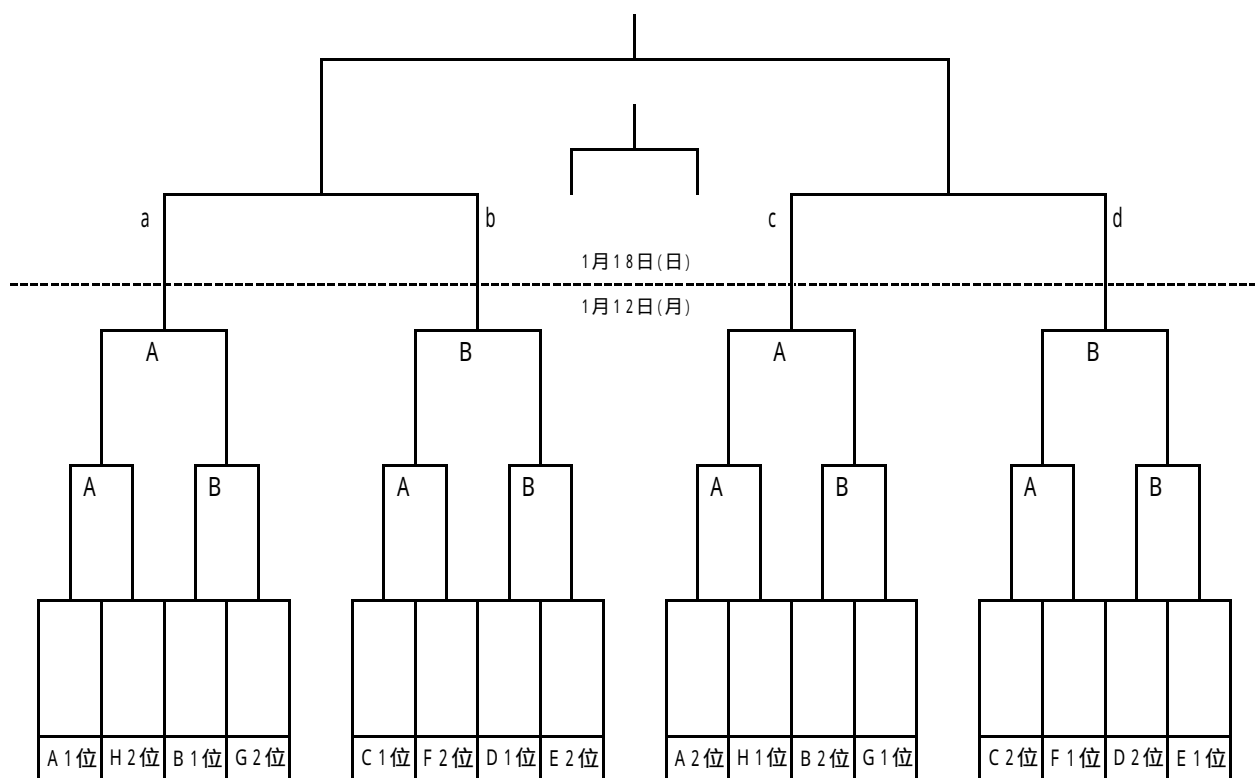 a b c d
1月18日(日)
1月12日(月)
A B A B
A B A B A B A B
A1位 H2位 B1位 G2位 C1位 F2位 D1位 E2位 A2位 H1位 B2位 G1位 C2位 F1位 D2位 E1位